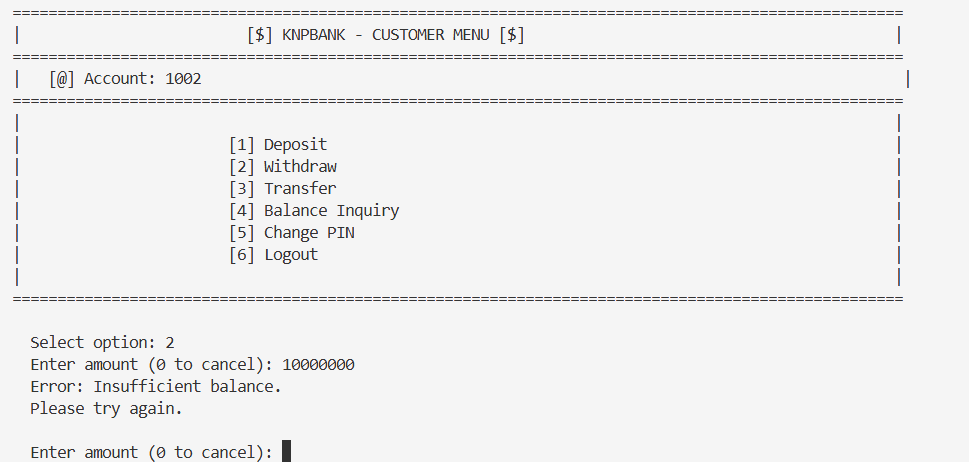 ===================================================================================================
|                         [$] KNPBANK - CUSTOMER MENU [$]                                         |
===================================================================================================
|   [@] Account: 1002                                                                              |
===================================================================================================
|                                                                                                 |
|                       [1] Deposit                                                               |
|                       [2] Withdraw                                                              |
|                       [3] Transfer                                                              |
|                       [4] Balance Inquiry                                                       |
|                       [5] Change PIN                                                            |
|                       [6] Logout                                                                |
|                                                                                                 |
===================================================================================================
Select option: 2
Enter amount (0 to cancel): 10000000
Error: Insufficient balance.
Please try again.
Enter amount (0 to cancel):